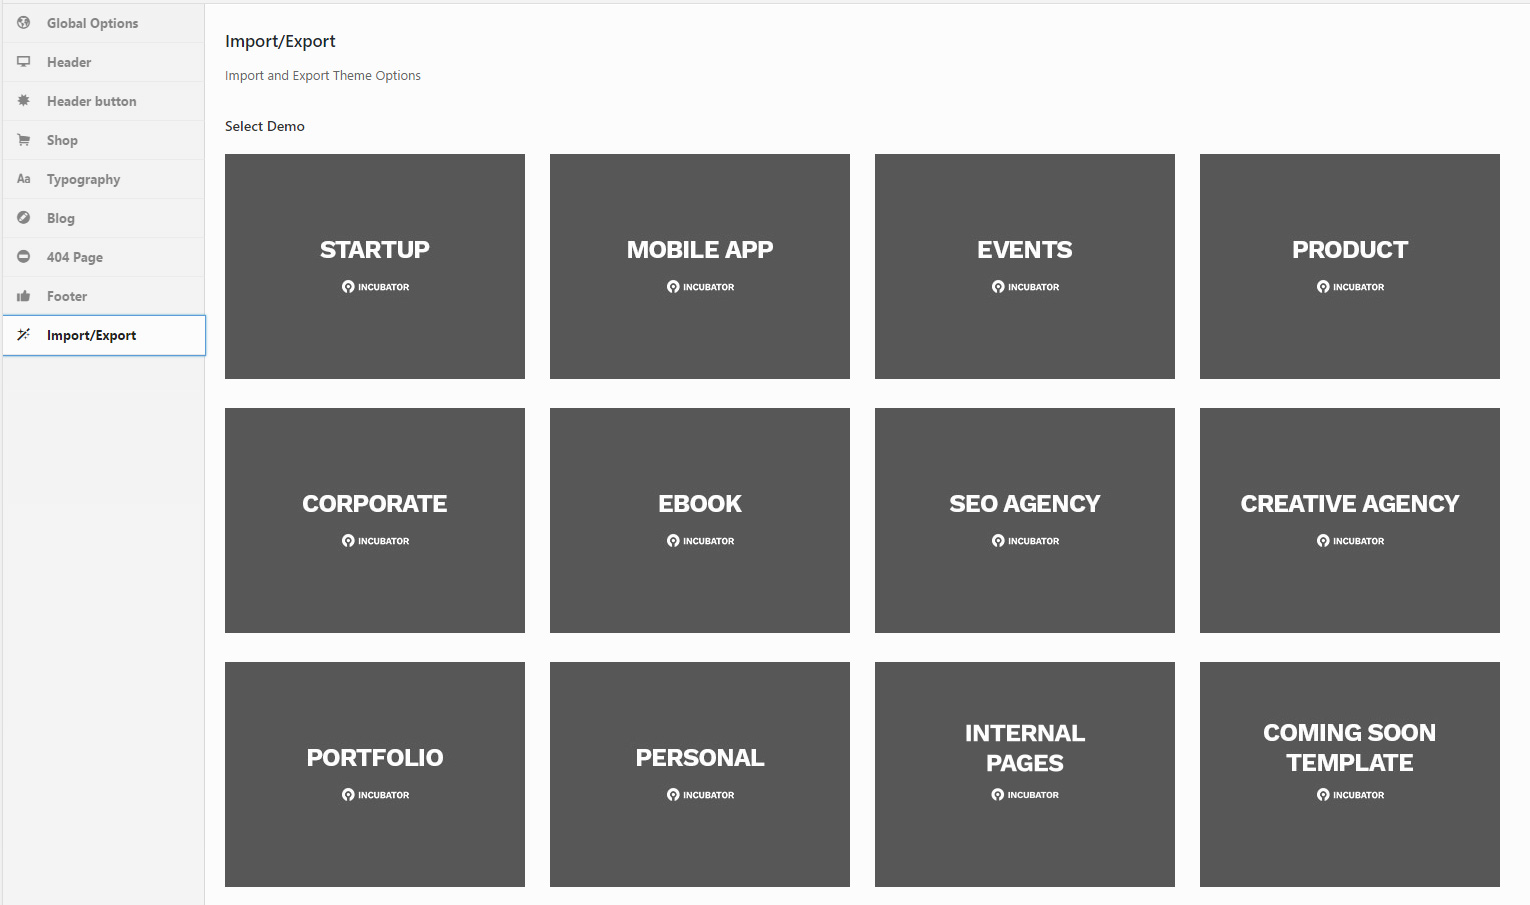 Global Options
Header
Header button
Shop
Aa Typography
Blog
404 Page
Footer
Import/Export
Import/Export
Import and Export Theme Options
Select Demo
STARTUP
INCUBATOR
MOBILE APP
INCUBATOR
EVENTS
INCUBATOR
PRODUCT
INCUBATOR
CORPORATE
INCUBATOR
EBOOK
INCUBATOR
SEO AGENCY
INCUBATOR
CREATIVE AGENCY
INCUBATOR
PORTFOLIO
INCUBATOR
PERSONAL
INCUBATOR
INTERNAL
PAGES
INCUBATOR
COMING SOON
TEMPLATE
INCUBATOR